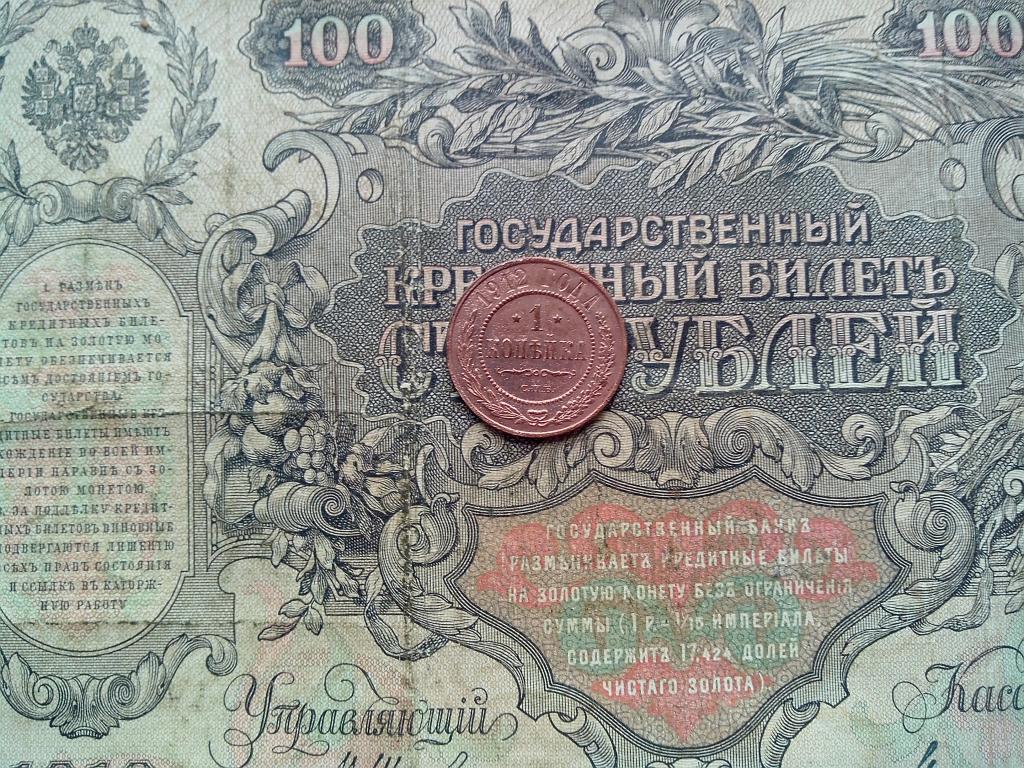 100
100
ГОСУДАРСТВЕННЫЙ
БИЛЕТЪ
1912 ГОДА
1
КОПѢЙКА
С.П.Б.
1. РАЗМѢНЪ
ГОСУДАРСТВЕННЫХЪ
КРЕДИТНЫХЪ БИЛЕ-
ТОВЪ НА ЗОЛОТУЮ МО
НЕТУ ОБЕЗПЕЧИВАЕТСЯ
ВСѢМЪ ДОСТОЯНІЕМЪ ГО-
СУДАРСТВА.
ГОСУДАРСТВЕННЫЕ КРЕ
ДИТНЫЕ БИЛЕТЫ ИМѢЮТЪ
ХОЖДЕНІЕ ВО ВСЕЙ ИМ-
ПЕРІИ НАРАВНѢ СЪ ЗО-
ЛОТОЮ МОНЕТОЮ.
ЗА ПОДДѢЛКУ КРЕДИТ-
НЫХЪ БИЛЕТОВЪ ВИНОВНЫЕ
ПОДВЕРГАЮТСЯ ЛИШЕНІЮ
ВСѢХЪ ПРАВЪ СОСТОЯНІЯ
И ССЫЛКѢ ВЪ КАТОРЖ-
НУЮ РАБОТУ
ГОСУДАРСТВЕННЫЙ БАНКЪ
РАЗМѢНИВАЕТЪ КРЕДИТНЫЕ БИЛЕТЫ
НА ЗОЛОТУЮ МОНЕТУ БЕЗЪ ОГРАНИЧЕНІЯ
СУММЫ (1 Р.= 1/15 ИМПЕРІАЛА,
СОДЕРЖИТЪ 17,424 ДОЛЕЙ
ЧИСТАГО ЗОЛОТА)
Управляющій
Касс